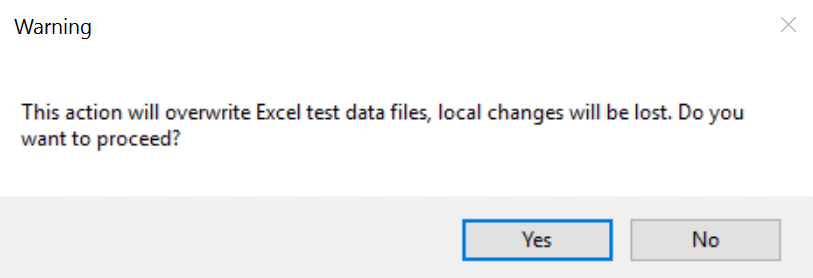 Warning
This action will overwrite Excel test data files, local changes will be lost. Do you
want to proceed?
Yes
No